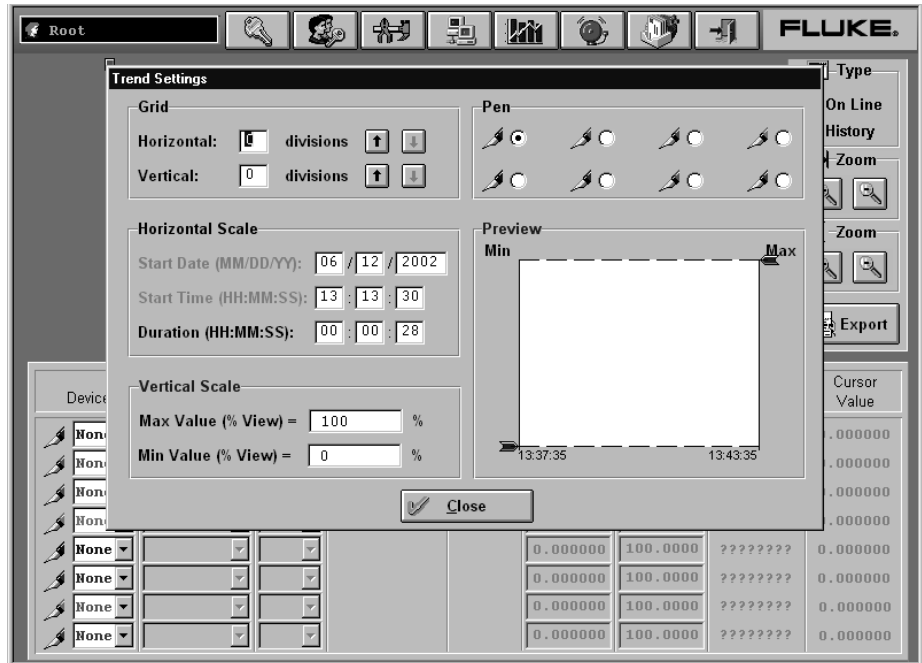 Root
FLUKE®
Trend Settings
Type
On Line
History
Zoom
Zoom
Export
Grid
Horizontal: 0 divisions
Vertical: 0 divisions
Pen
Horizontal Scale
Start Date (MM/DD/YY): 06 / 12 / 2002
Start Time (HH:MM:SS): 13 : 13 : 30
Duration (HH:MM:SS): 00 : 00 : 28
Preview
Min
Max
13:37:35 13:43:35
Vertical Scale
Max Value (% View) = 100 %
Min Value (% View) = 0 %
Close
Device
Cursor
Value
Non .000000
Non .000000
Non .000000
Non .000000
None 0.000000 100.0000 ???????? 0.000000
None 0.000000 100.0000 ???????? 0.000000
None 0.000000 100.0000 ???????? 0.000000
None 0.000000 100.0000 ???????? 0.000000